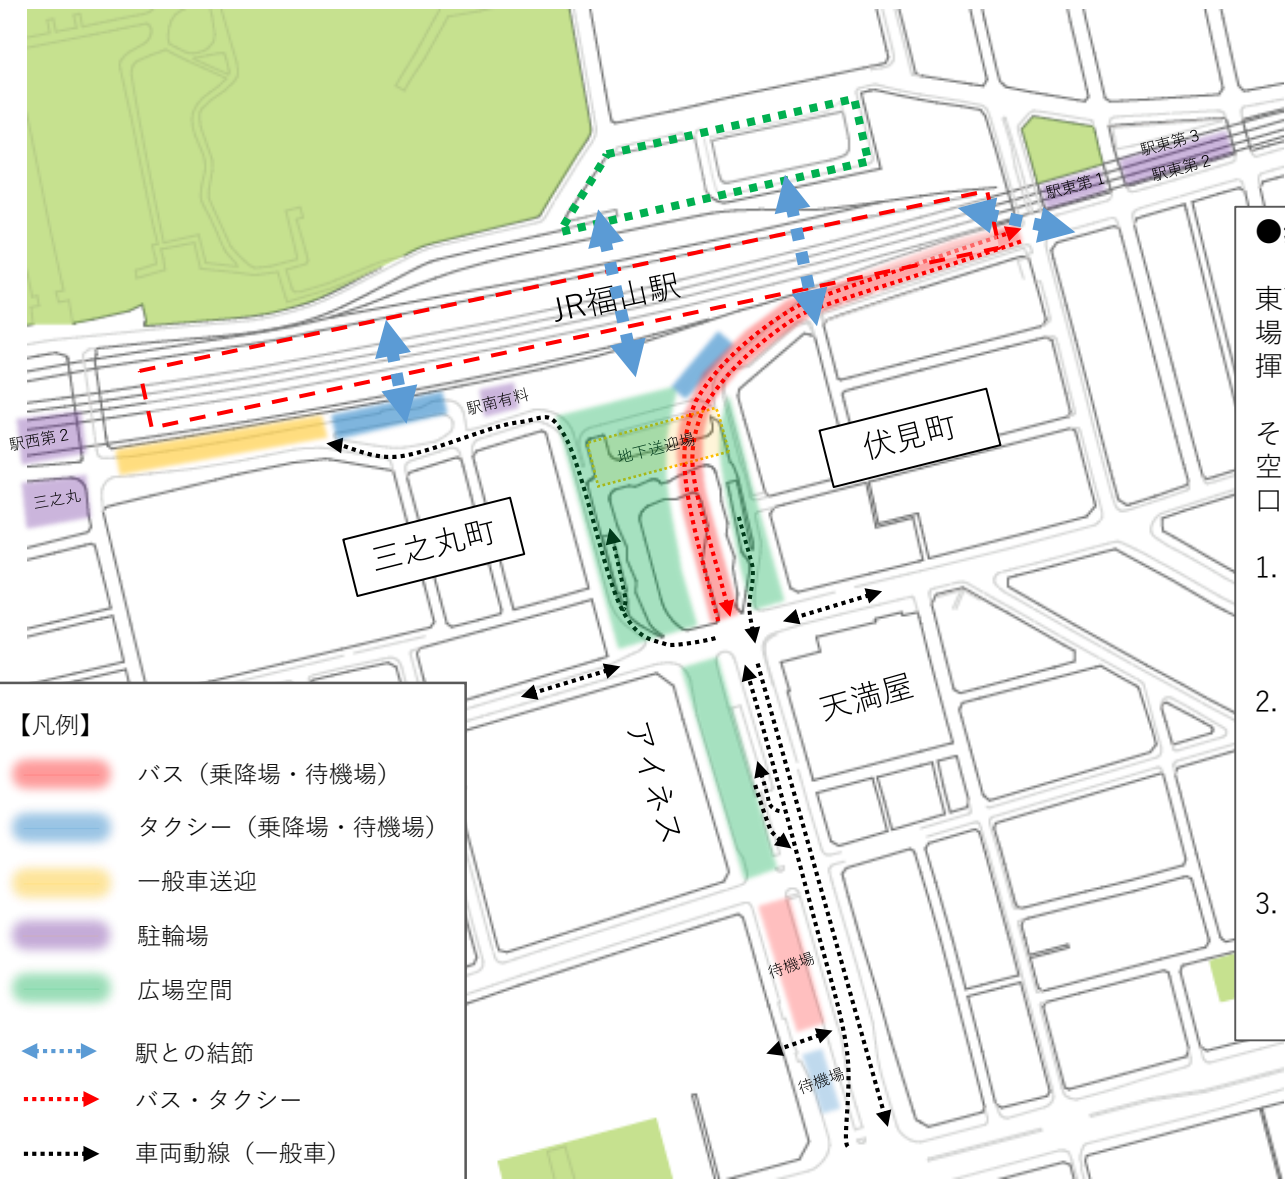 駅東第３
駅東第２
駅東第１
JR福山駅
駅南有料
駅西第２
三之丸
地下送迎場
伏見町
三之丸町
天満屋
アイネス
待機場
待機場
【凡例】
バス（乗降場・待機場）
タクシー（乗降場・待機場）
一般車送迎
駐輪場
広場空間
駅との結節
バス・タクシー
車両動線（一般車）
●
東
場
揮
そ
空
口
1.
2.
3.